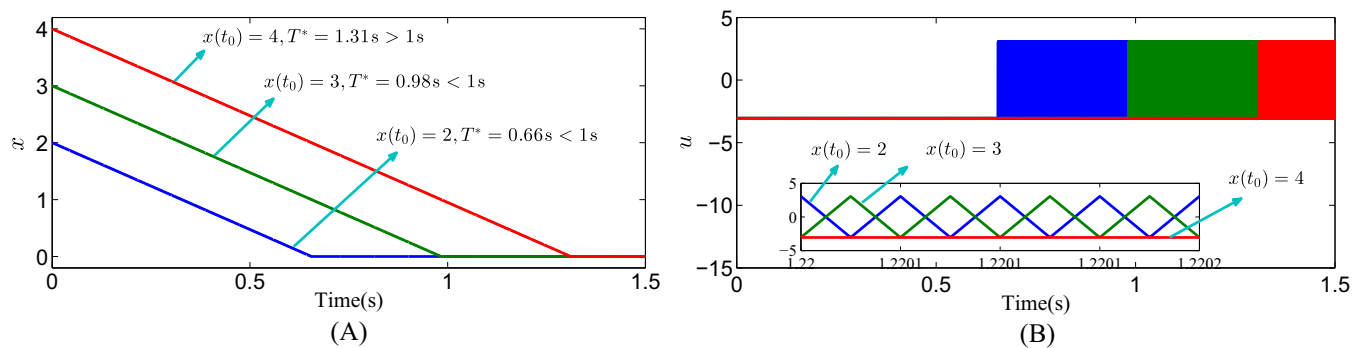 4
3
2
1
0
x
x(t₀) = 4, T* = 1.31s > 1s
x(t₀) = 3, T* = 0.98s < 1s
x(t₀) = 2, T* = 0.66s < 1s
0 0.5 1 1.5
Time(s)
(A)
5
0
−5
−10
−15
u
x(t₀) = 2
x(t₀) = 3
x(t₀) = 4
5
0
−5
1.22 1.2201 1.2201 1.2201 1.2202
0 0.5 1 1.5
Time(s)
(B)